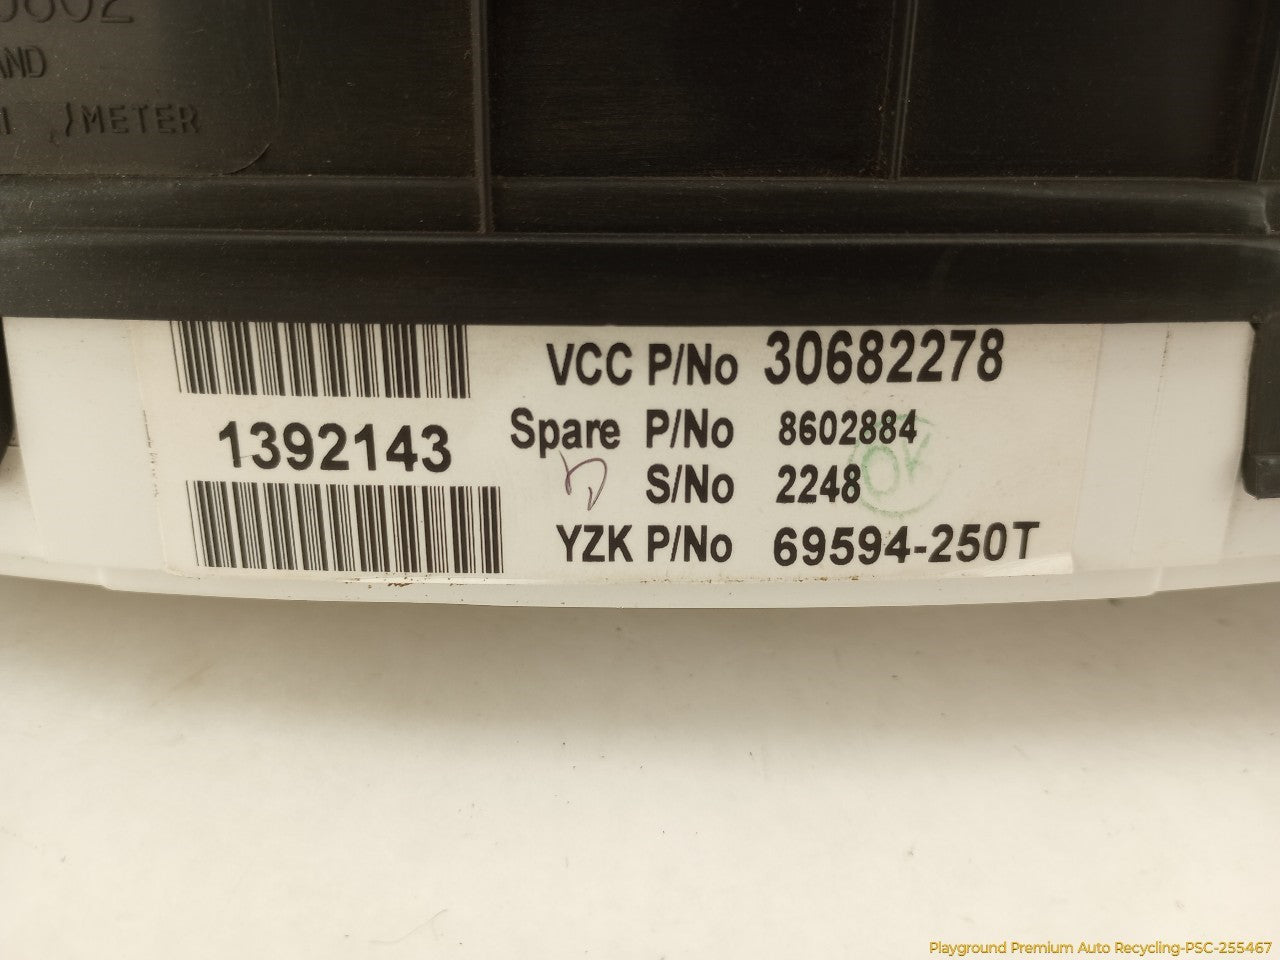 METER
VCC P/No 30682278
1392143
Spare P/No 8602884
S/No 2248
OK
YZK P/No 69594-250T
Playground Premium Auto Recycling-PSC-255467